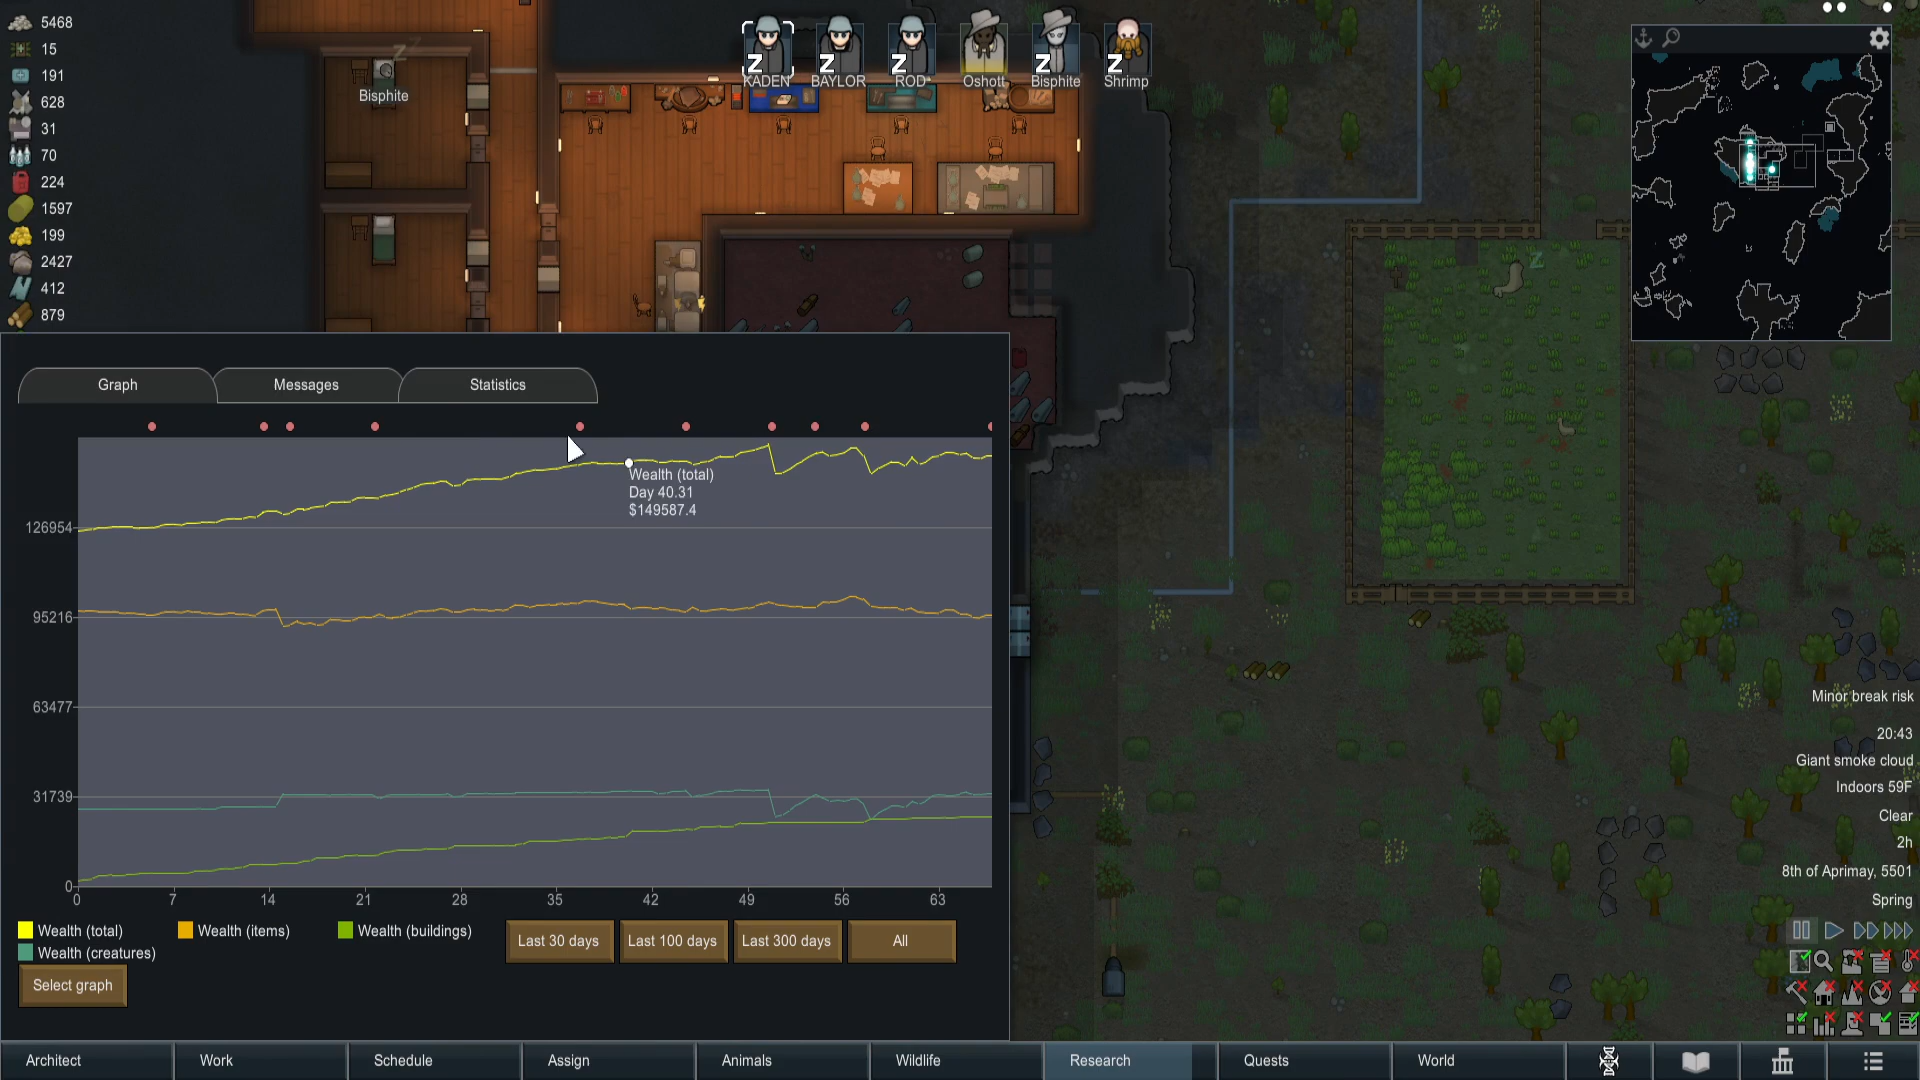 5468
15
191
628
31
70
224
1597
199
2427
412
879
Bisphite
KADEN
BAYLOR
ROD
Oshott
Bisphite
Shrimp
Graph
Messages
Statistics
Wealth (total)
Day 40.31
$149587.4
126954
95216
63477
31739
0
0 7 14 21 28 35 42 49 56 63
Wealth (total)
Wealth (items)
Wealth (buildings)
Wealth (creatures)
Last 30 days
Last 100 days
Last 300 days
All
Select graph
Minor break risk
20:43
Giant smoke cloud
Indoors 59F
Clear
2h
8th of Aprimay, 5501
Spring
Architect
Work
Schedule
Assign
Animals
Wildlife
Research
Quests
World